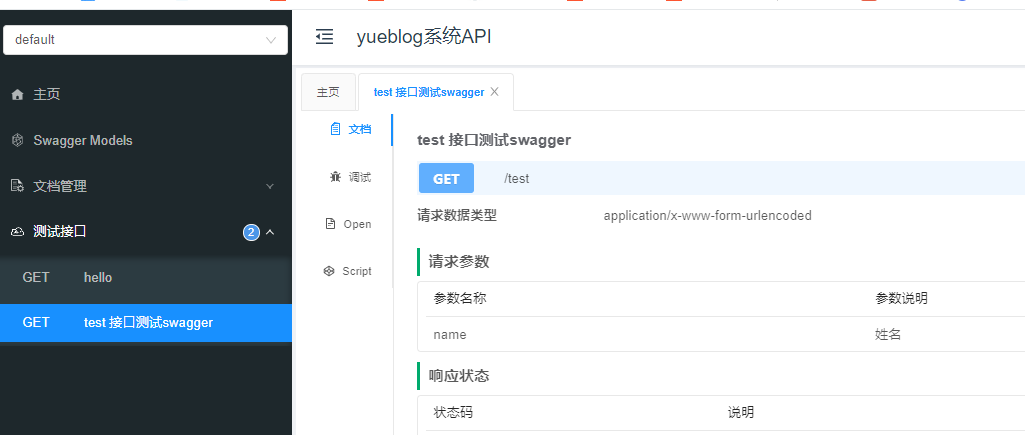 default
主页
Swagger Models
文档管理
测试接口 2
GET hello
GET test 接口测试swagger
yueblog系统API
主页 test 接口测试swagger
文档
调试
Open
Script
test 接口测试swagger
GET /test
请求数据类型 application/x-www-form-urlencoded
请求参数
参数名称 参数说明
name 姓名
响应状态
状态码 说明